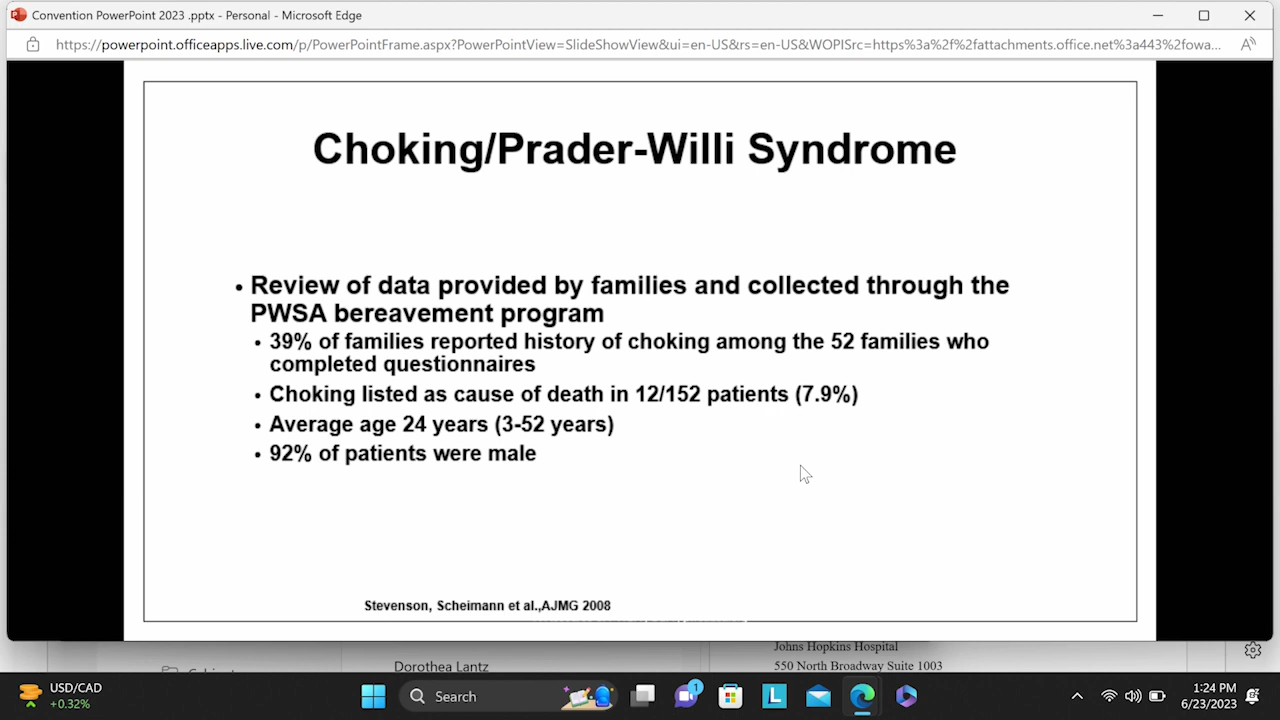 Convention PowerPoint 2023 .pptx - Personal - Microsoft Edge
https://powerpoint.officeapps.live.com/p/PowerPointFrame.aspx?PowerPointView=SlideShowView&ui=en-US&rs=en-US&WOPISrc=https%3a%2f%2fattachments.office.net%3a443%2fowa...
Choking/Prader-Willi Syndrome
• Review of data provided by families and collected through the
PWSA bereavement program
• 39% of families reported history of choking among the 52 families who
completed questionnaires
• Choking listed as cause of death in 12/152 patients (7.9%)
• Average age 24 years (3-52 years)
• 92% of patients were male
Stevenson, Scheimann et al.,AJMG 2008
Johns Hopkins Hospital
Dorothea Lantz
550 North Broadway Suite 1003
USD/CAD
+0.32%
Search
1
L
1:24 PM
6/23/2023